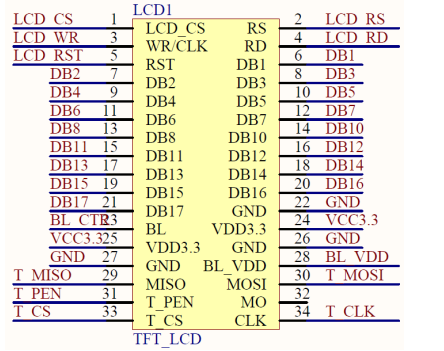 LCD1
LCD_CS 1 LCD_CS RS 2 LCD_RS
LCD_WR 3 WR/CLK RD 4 LCD_RD
LCD_RST 5 RST DB1 6 DB1
DB2 7 DB2 DB3 8 DB3
DB4 9 DB4 DB5 10 DB5
DB6 11 DB6 DB7 12 DB7
DB8 13 DB8 DB10 14 DB10
DB11 15 DB11 DB12 16 DB12
DB13 17 DB13 DB14 18 DB14
DB15 19 DB15 DB16 20 DB16
DB17 21 DB17 GND 22 GND
BL_CTR 23 BL VDD3.3 24 VCC3.3
VCC3.3 25 VDD3.3 GND 26 GND
GND 27 GND BL_VDD 28 BL_VDD
T_MISO 29 MISO MOSI 30 T_MOSI
T_PEN 31 T_PEN MO 32
T_CS 33 T_CS CLK 34 T_CLK
TFT_LCD